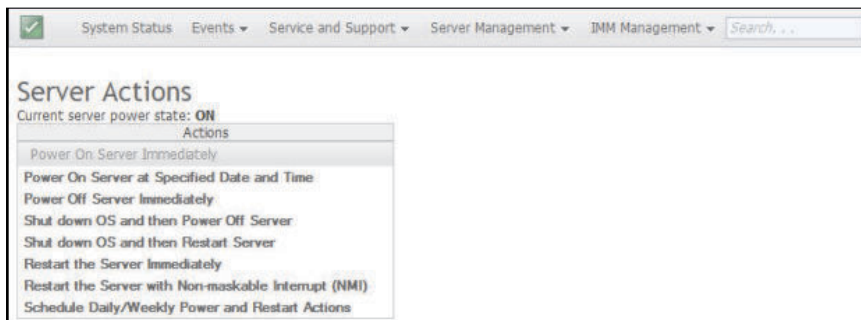 System Status Events Service and Support Server Management IMM Management Search...
Server Actions
Current server power state: ON
Actions
Power On Server Immediately
Power On Server at Specified Date and Time
Power Off Server Immediately
Shut down OS and then Power Off Server
Shut down OS and then Restart Server
Restart the Server Immediately
Restart the Server with Non-maskable Interrupt (NMI)
Schedule Daily/Weekly Power and Restart Actions